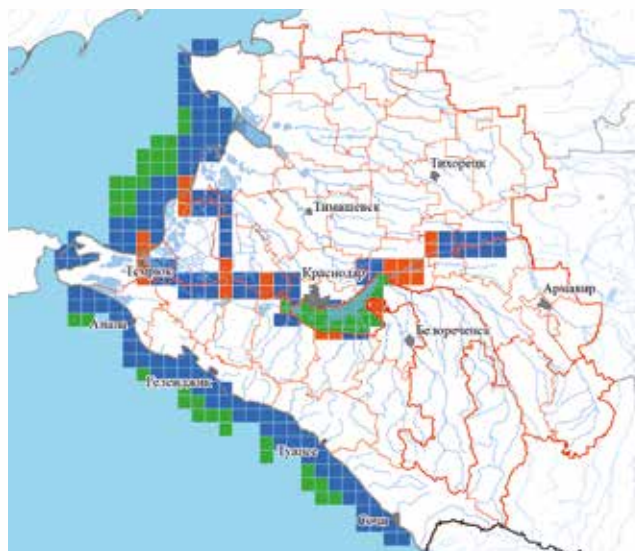 Тихорецк
Тимашевск
Темрюк
Краснодар
Армавир
Анапа
Белореченск
Геленджик
Туапсе
Сочи